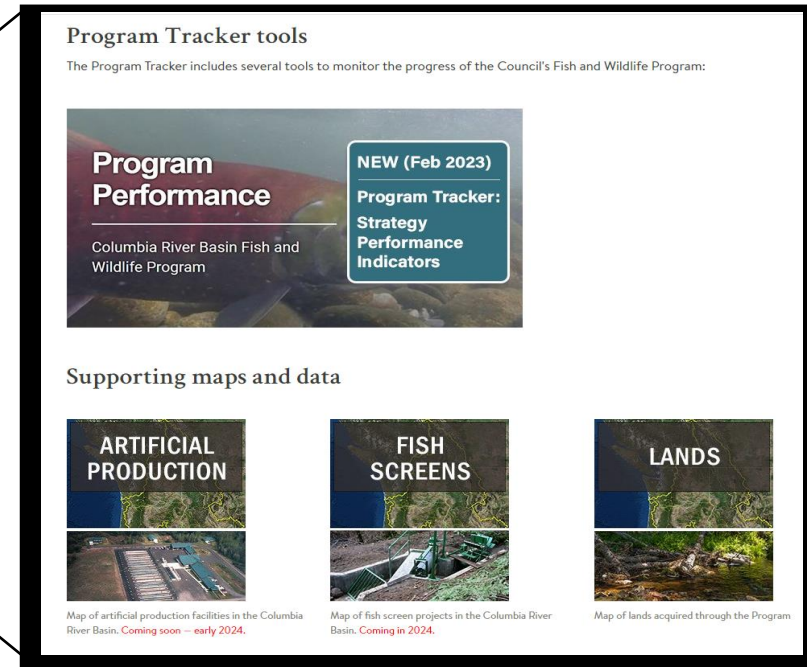 Program Tracker tools
The Program Tracker includes several tools to monitor the progress of the Council's Fish and Wildlife Program:
Program
Performance
Columbia River Basin Fish and
Wildlife Program
NEW (Feb 2023)
Program Tracker:
Strategy
Performance
Indicators
Supporting maps and data
ARTIFICIAL
PRODUCTION
Map of artificial production facilities in the Columbia
River Basin. Coming soon – early 2024.
FISH
SCREENS
Map of fish screen projects in the Columbia River
Basin. Coming in 2024.
LANDS
Map of lands acquired through the Program